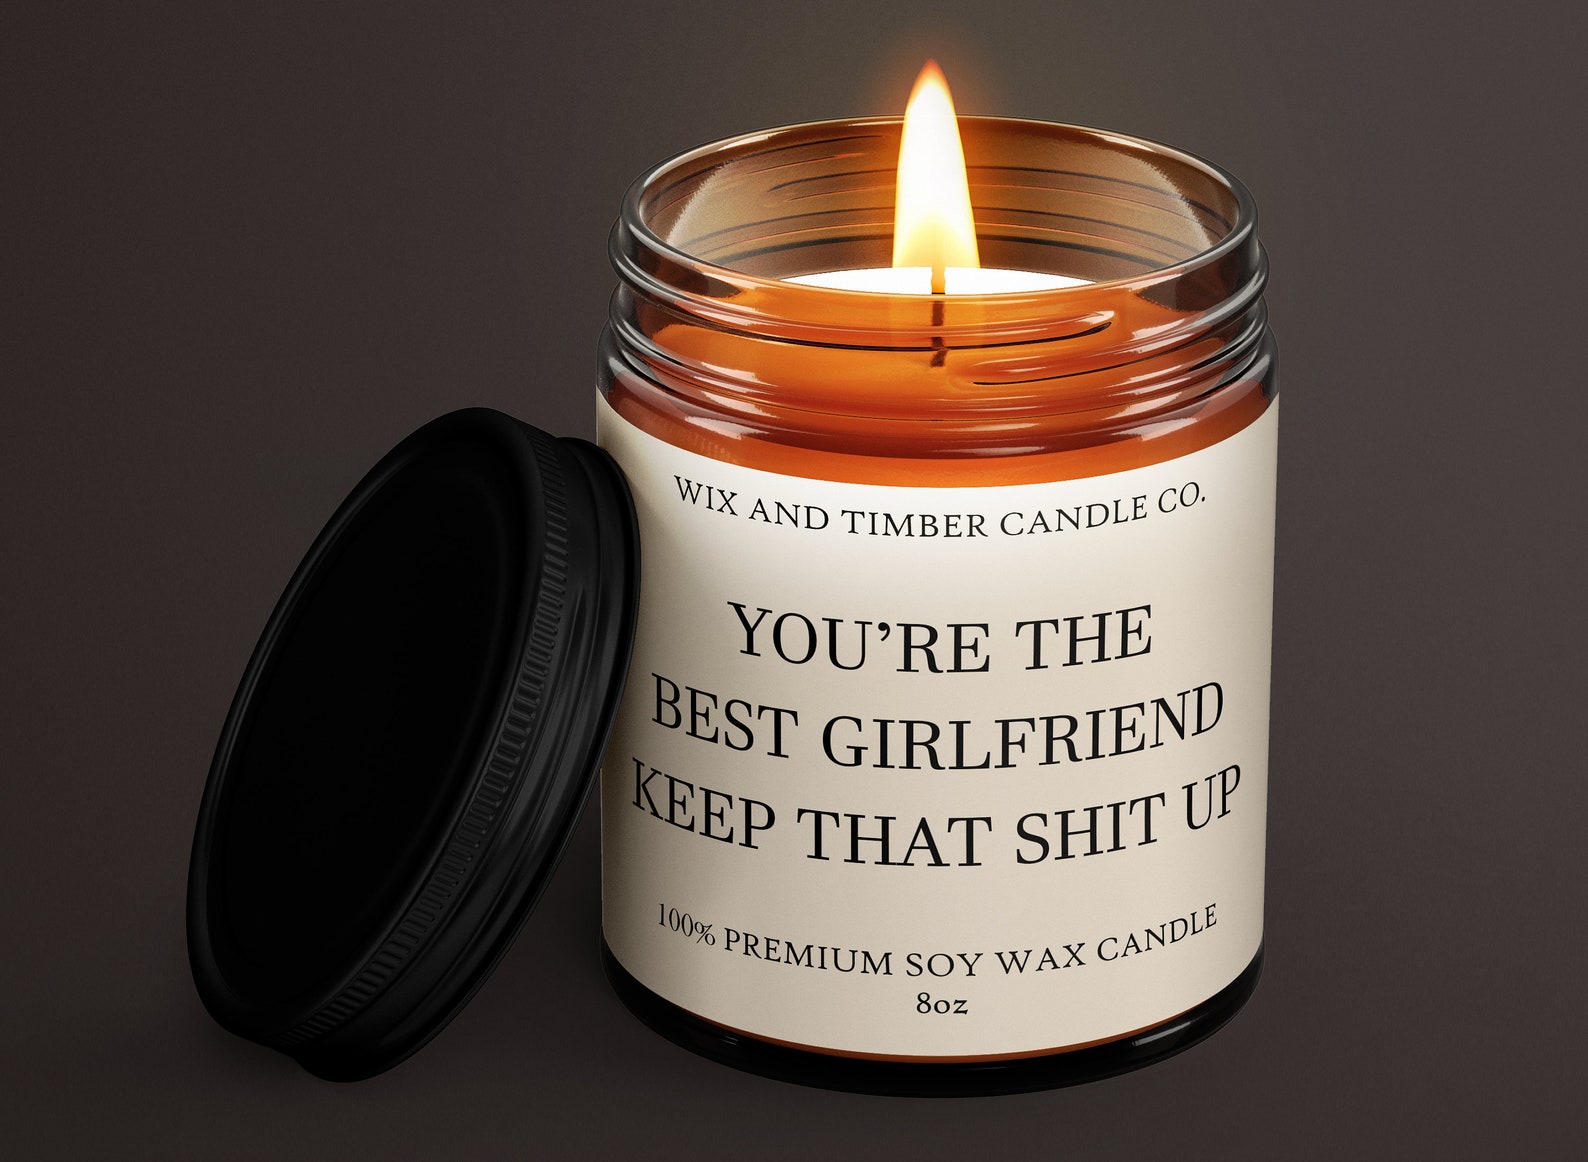 WIX AND TIMBER CANDLE CO.
YOU'RE THE
BEST GIRLFRIEND
KEEP THAT SHIT UP
100% PREMIUM SOY WAX CANDLE
8oz